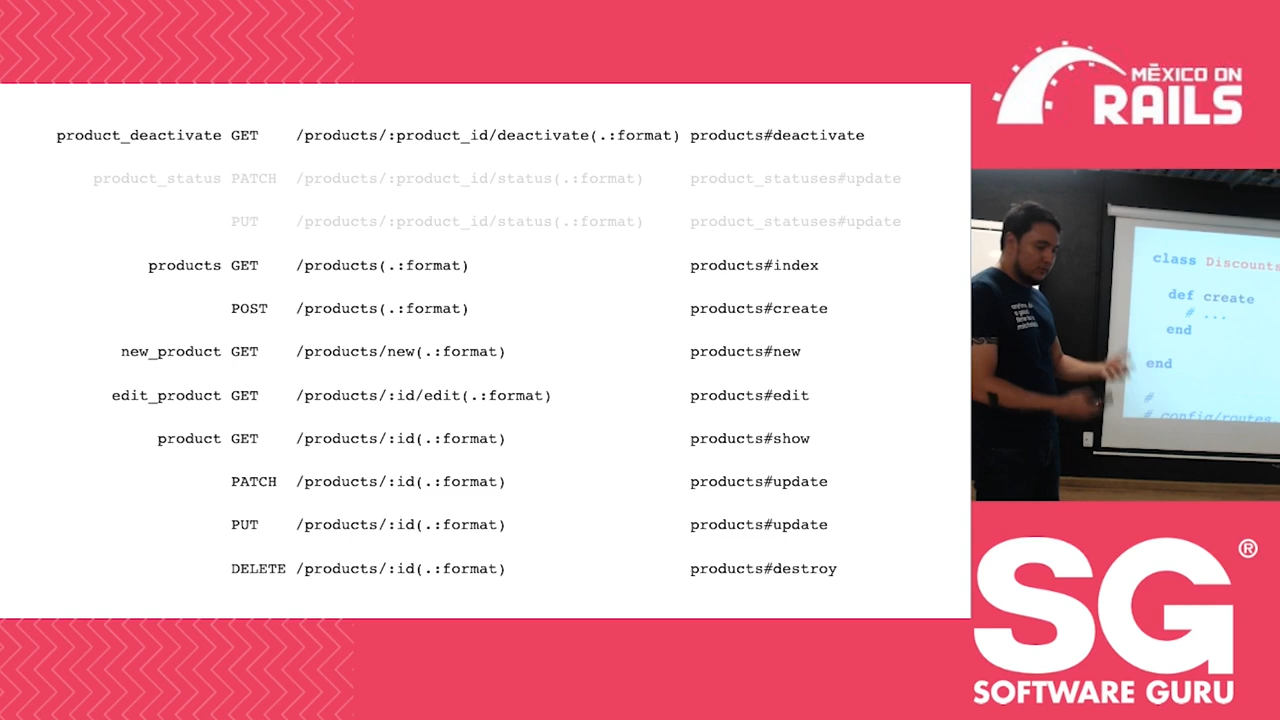 product_deactivate GET /products/:product_id/deactivate(.:format) products#deactivate
product_status PATCH /products/:product_id/status(.:format) product_statuses#update
PUT /products/:product_id/status(.:format) product_statuses#update
products GET /products(.:format) products#index
POST /products(.:format) products#create
new_product GET /products/new(.:format) products#new
edit_product GET /products/:id/edit(.:format) products#edit
product GET /products/:id(.:format) products#show
PATCH /products/:id(.:format) products#update
PUT /products/:id(.:format) products#update
DELETE /products/:id(.:format) products#destroy
MĒXICO ON
RAILS
class Discounts
def create
# ...
end
end
#
# config/routes.
SG®
SOFTWARE GURU